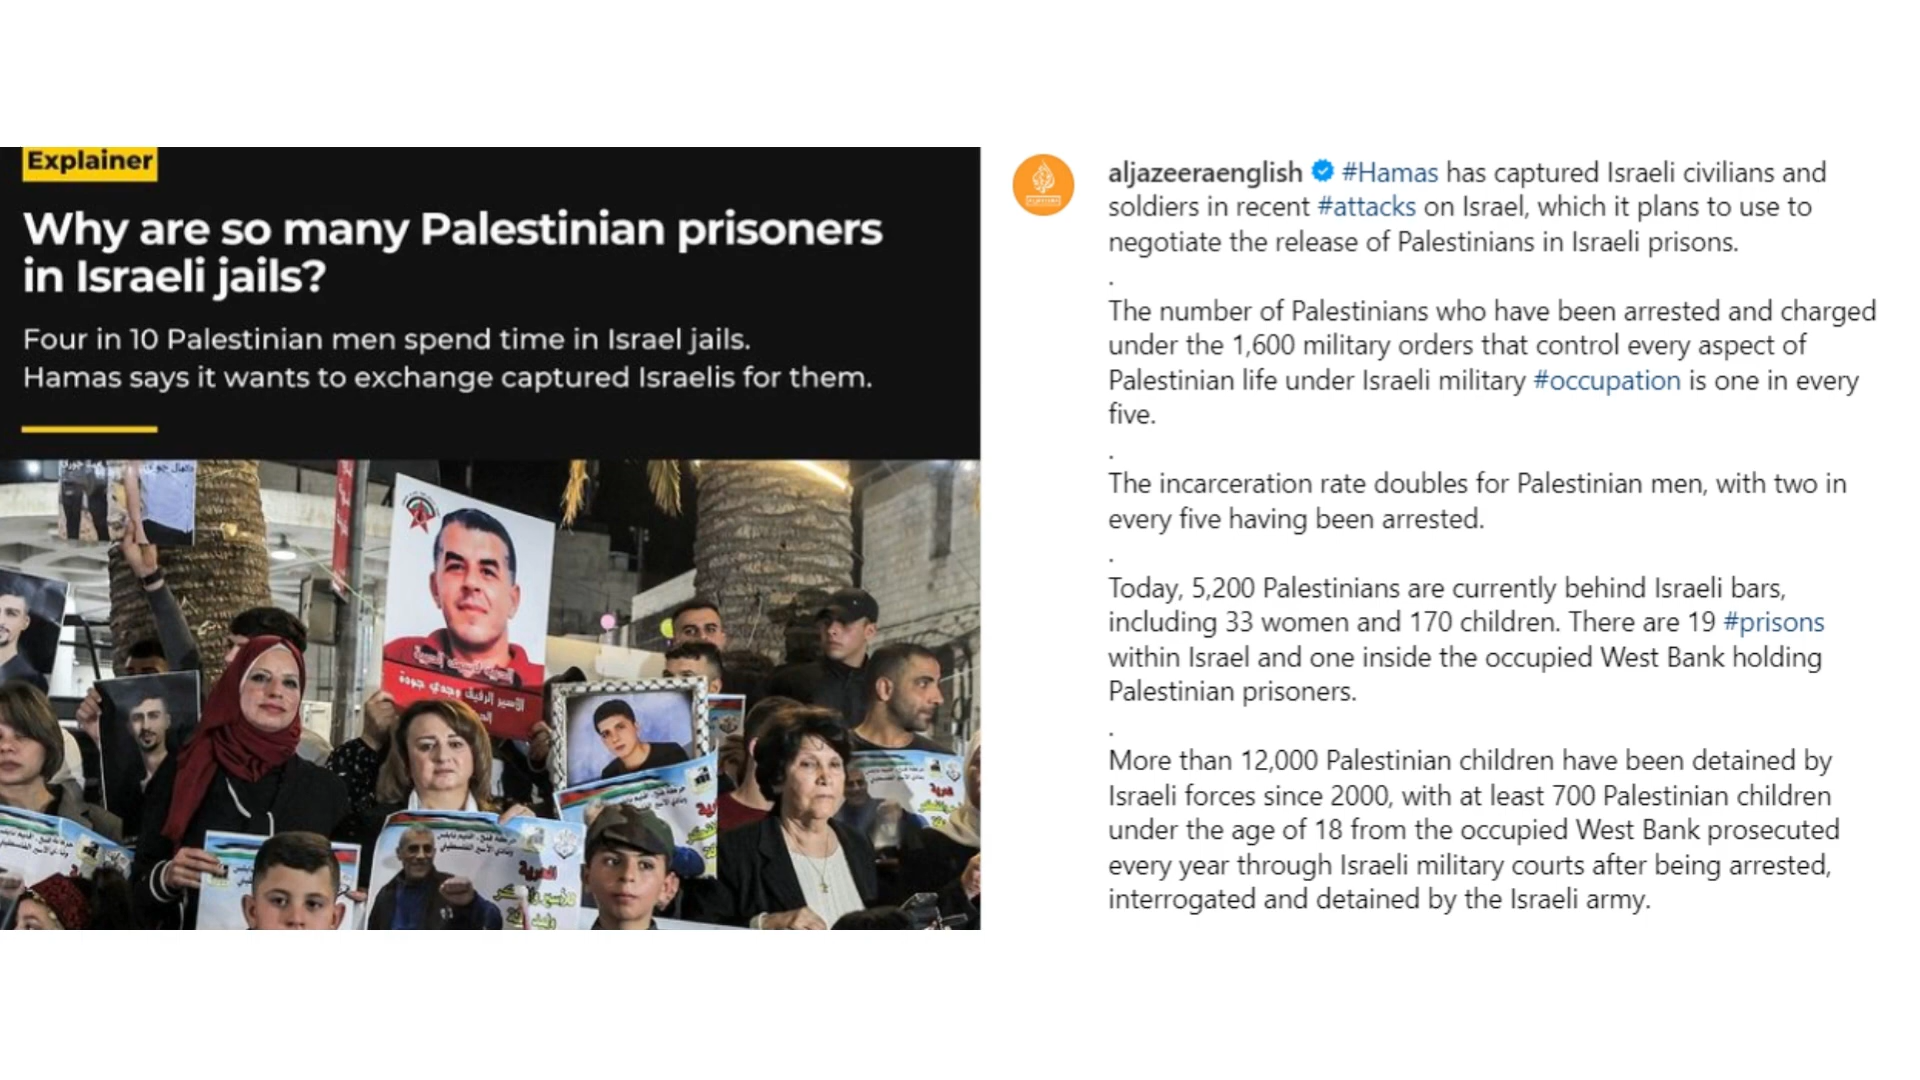 Explainer
Why are so many Palestinian prisoners
in Israeli jails?
Four in 10 Palestinian men spend time in Israel jails.
Hamas says it wants to exchange captured Israelis for them.
الأسير الرفيق وجدي جودة
aljazeeraenglish #Hamas has captured Israeli civilians and
soldiers in recent #attacks on Israel, which it plans to use to
negotiate the release of Palestinians in Israeli prisons.
.
The number of Palestinians who have been arrested and charged
under the 1,600 military orders that control every aspect of
Palestinian life under Israeli military #occupation is one in every
five.
.
The incarceration rate doubles for Palestinian men, with two in
every five having been arrested.
.
Today, 5,200 Palestinians are currently behind Israeli bars,
including 33 women and 170 children. There are 19 #prisons
within Israel and one inside the occupied West Bank holding
Palestinian prisoners.
.
More than 12,000 Palestinian children have been detained by
Israeli forces since 2000, with at least 700 Palestinian children
under the age of 18 from the occupied West Bank prosecuted
every year through Israeli military courts after being arrested,
interrogated and detained by the Israeli army.